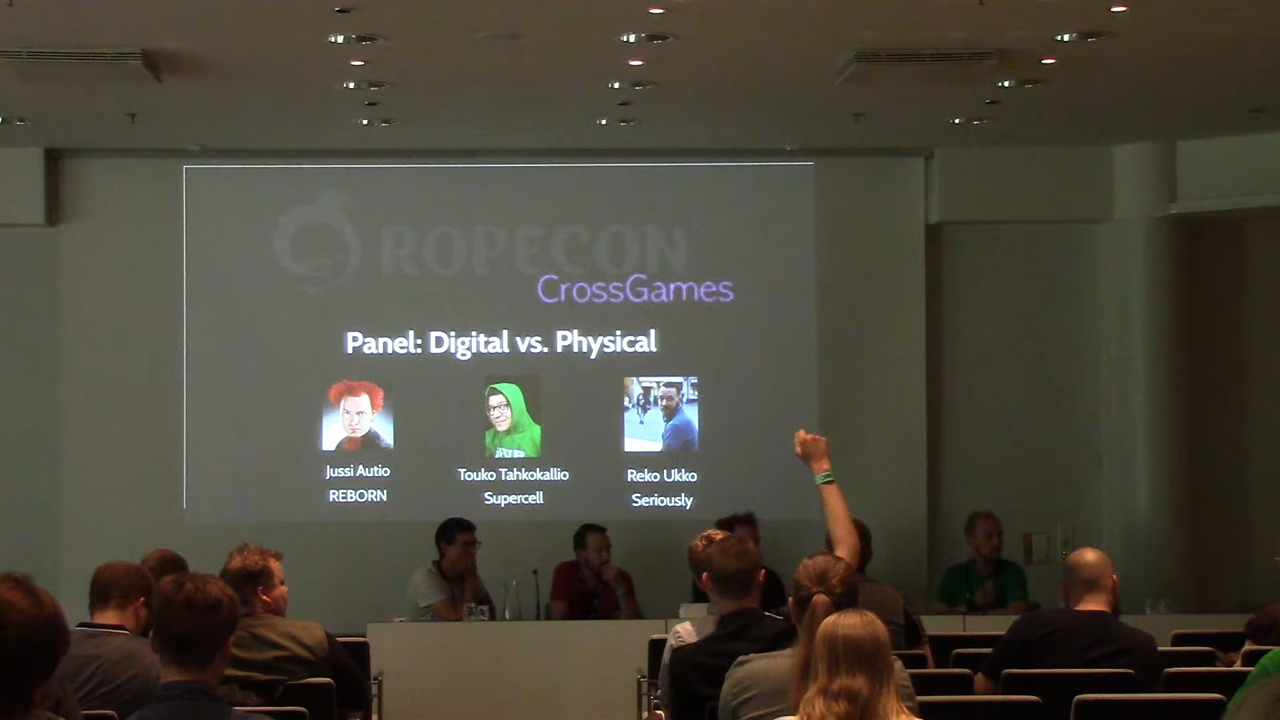 ROPECON
CrossGames
Panel: Digital vs. Physical
Jussi Autio
REBORN
Touko Tahkokallio
Supercell
Reko Ukko
Seriously